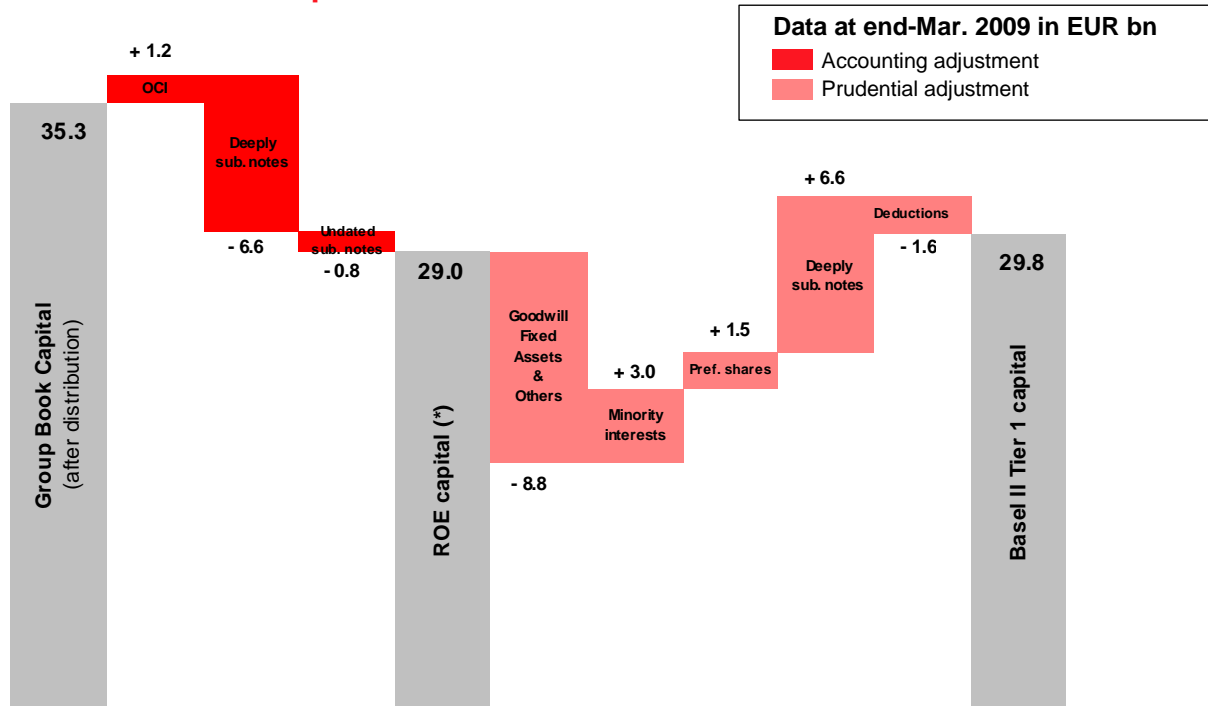 Data at end-Mar. 2009 in EUR bn
Accounting adjustment
Prudential adjustment
+ 1.2
OCI
35.3
Deeply
sub. notes
- 6.6
Undated
sub. notes
- 0.8
29.0
Goodwill
Fixed
Assets
&
Others
- 8.8
+ 3.0
Minority
interests
+ 1.5
Pref. shares
+ 6.6
Deeply
sub. notes
Deductions
- 1.6
29.8
Group Book Capital
(after distribution)
ROE capital (*)
Basel II Tier 1 capital